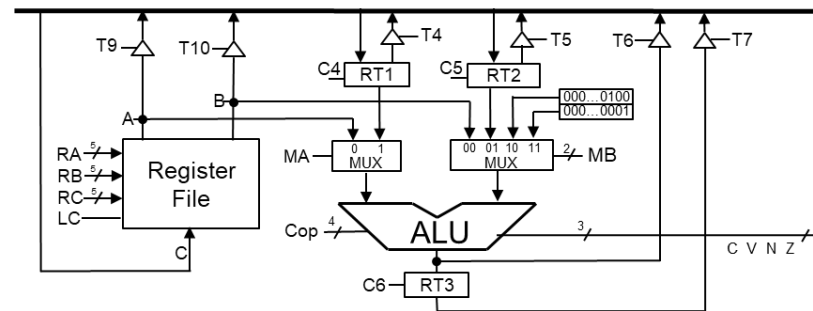 T9
T10
T4
T5
T6
T7
C4
RT1
C5
RT2
B
A
000...0100
000...0001
0 1
MUX
00 01 10 11
MUX
MA
2
MB
RA 5
RB 5
RC 5
LC
Register
File
C
Cop 4
ALU
3
C V N Z
C6
RT3